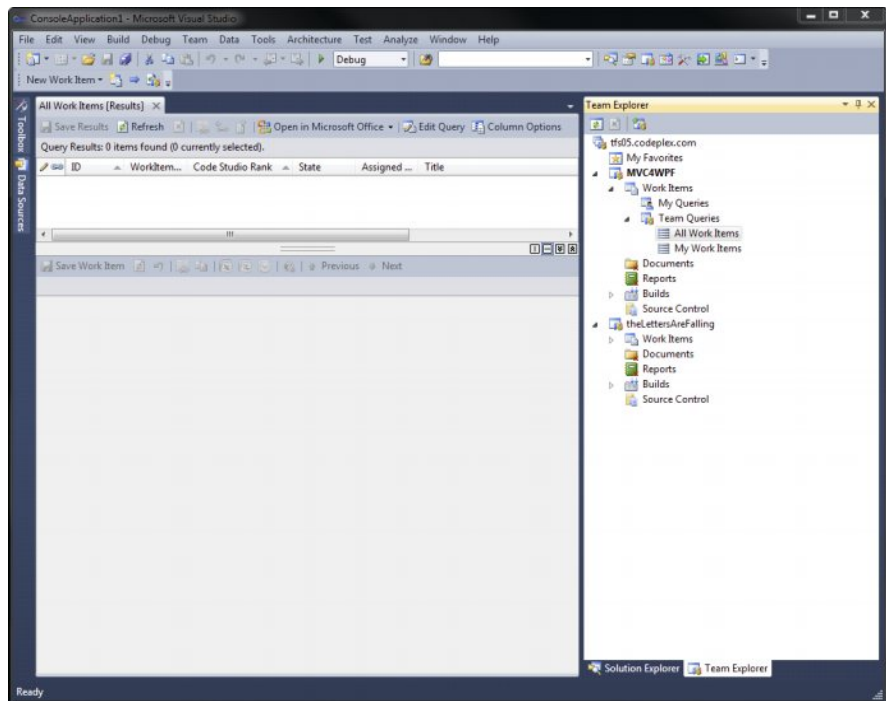 ConsoleApplication1 - Microsoft Visual Studio
File Edit View Build Debug Team Data Tools Architecture Test Analyze Window Help
Debug
New Work Item
Toolbox
Data Sources
All Work Items [Results]
Save Results Refresh Open in Microsoft Office Edit Query Column Options
Query Results: 0 items found (0 currently selected).
ID WorkItem... Code Studio Rank State Assigned ... Title
Save Work Item Previous Next
Team Explorer
tfs05.codeplex.com
My Favorites
MVC4WPF
Work Items
My Queries
Team Queries
All Work Items
My Work Items
Documents
Reports
Builds
Source Control
theLettersAreFalling
Work Items
Documents
Reports
Builds
Source Control
Solution Explorer Team Explorer
Ready